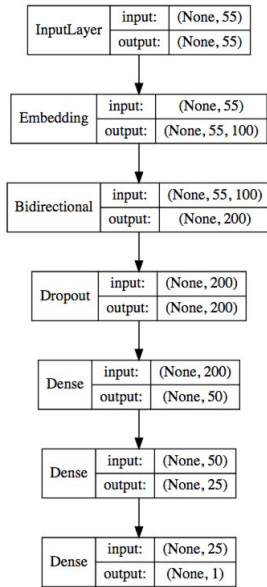 InputLayer input: (None, 55)
output: (None, 55)
Embedding input: (None, 55)
output: (None, 55, 100)
Bidirectional input: (None, 55, 100)
output: (None, 200)
Dropout input: (None, 200)
output: (None, 200)
Dense input: (None, 200)
output: (None, 50)
Dense input: (None, 50)
output: (None, 25)
Dense input: (None, 25)
output: (None, 1)